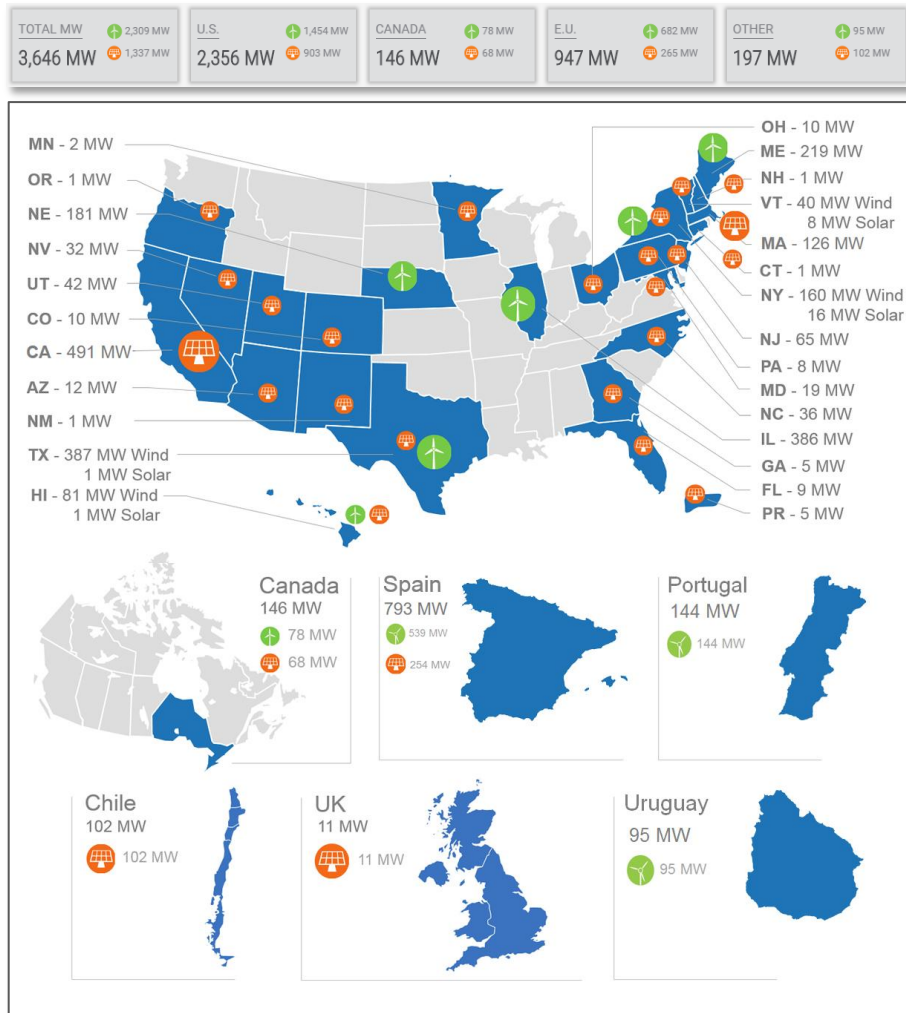 TOTAL MW
2,309 MW
3,646 MW
1,337 MW
U.S.
1,454 MW
2,356 MW
903 MW
CANADA
78 MW
146 MW
68 MW
E.U.
682 MW
947 MW
265 MW
OTHER
95 MW
197 MW
102 MW
MN - 2 MW
OR - 1 MW
NE - 181 MW
NV - 32 MW
UT - 42 MW
CO - 10 MW
CA - 491 MW
AZ - 12 MW
NM - 1 MW
TX - 387 MW Wind
1 MW Solar
HI - 81 MW Wind
1 MW Solar
OH - 10 MW
ME - 219 MW
NH - 1 MW
VT - 40 MW Wind
8 MW Solar
MA - 126 MW
CT - 1 MW
NY - 160 MW Wind
16 MW Solar
NJ - 65 MW
PA - 8 MW
MD - 19 MW
NC - 36 MW
IL - 386 MW
GA - 5 MW
FL - 9 MW
PR - 5 MW
Canada
146 MW
78 MW
68 MW
Spain
793 MW
539 MW
254 MW
Portugal
144 MW
144 MW
Chile
102 MW
102 MW
UK
11 MW
11 MW
Uruguay
95 MW
95 MW